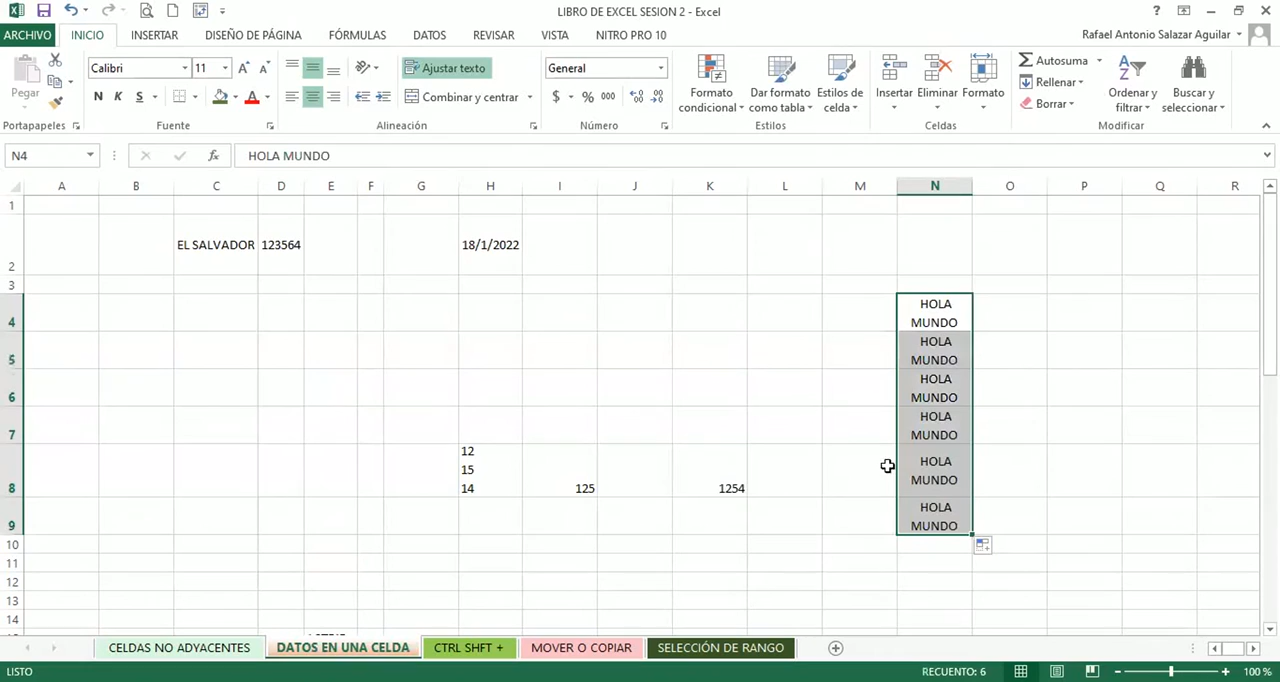 LIBRO DE EXCEL SESION 2 - Excel
?
ARCHIVO INICIO INSERTAR DISEÑO DE PÁGINA FÓRMULAS DATOS REVISAR VISTA NITRO PRO 10 Rafael Antonio Salazar Aguilar
Pegar Calibri 11 A A Ajustar texto General Formato condicional Dar formato como tabla Estilos de celda Insertar Eliminar Formato Autosuma Rellenar Borrar Ordenar y filtrar Buscar y seleccionar
N K S A Combinar y centrar $ % 000
Portapapeles Fuente Alineación Número Estilos Celdas Modificar
N4 fx HOLA MUNDO
A B C D E F G H I J K L M N O P Q R
1
2 EL SALVADOR 123564 18/1/2022
3
4 HOLA
MUNDO
5 HOLA
MUNDO
6 HOLA
MUNDO
7 HOLA
MUNDO
12
15
8 14 125 1254 HOLA
MUNDO
9 HOLA
MUNDO
10
11
12
13
14
CELDAS NO ADYACENTES DATOS EN UNA CELDA CTRL SHFT + MOVER O COPIAR SELECCIÓN DE RANGO
LISTO RECUENTO: 6 100 %